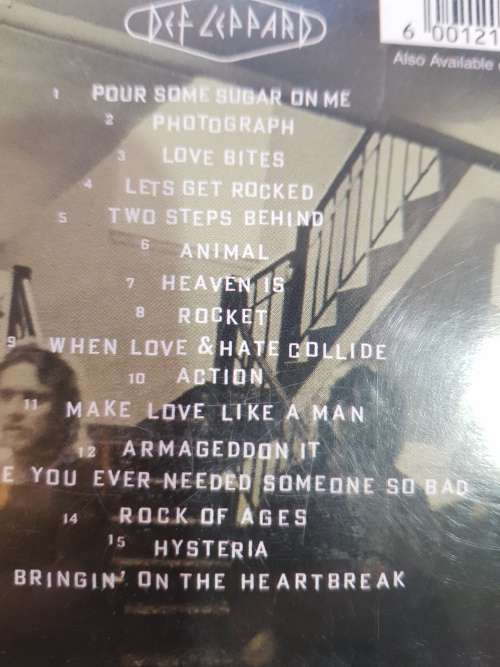 DEF LEPPARD
6 00121
Also Available
1 POUR SOME SUGAR ON ME
2 PHOTOGRAPH
3 LOVE BITES
4 LETS GET ROCKED
5 TWO STEPS BEHIND
6 ANIMAL
7 HEAVEN IS
8 ROCKET
9 WHEN LOVE & HATE COLLIDE
10 ACTION
11 MAKE LOVE LIKE A MAN
12 ARMAGEDDON IT
E YOU EVER NEEDED SOMEONE SO BAD
14 ROCK OF AGES
15 HYSTERIA
BRINGIN' ON THE HEARTBREAK